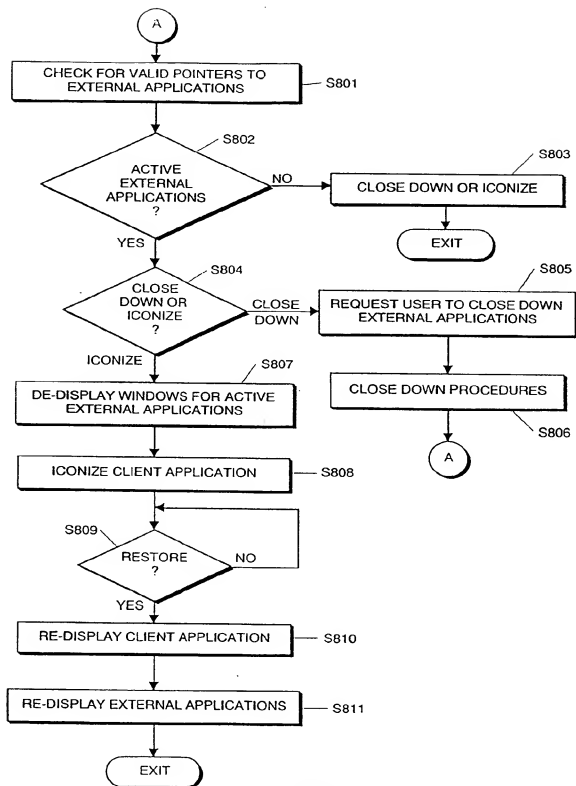 A
CHECK FOR VALID POINTERS TO
EXTERNAL APPLICATIONS
S801
S802
ACTIVE
EXTERNAL
APPLICATIONS
?
NO
S803
CLOSE DOWN OR ICONIZE
EXIT
YES
S804
CLOSE
DOWN OR
ICONIZE
?
CLOSE
DOWN
S805
REQUEST USER TO CLOSE DOWN
EXTERNAL APPLICATIONS
CLOSE DOWN PROCEDURES
S806
A
ICONIZE
S807
DE-DISPLAY WINDOWS FOR ACTIVE
EXTERNAL APPLICATIONS
ICONIZE CLIENT APPLICATION
S808
S809
RESTORE
?
NO
YES
RE-DISPLAY CLIENT APPLICATION
S810
RE-DISPLAY EXTERNAL APPLICATIONS
S811
EXIT